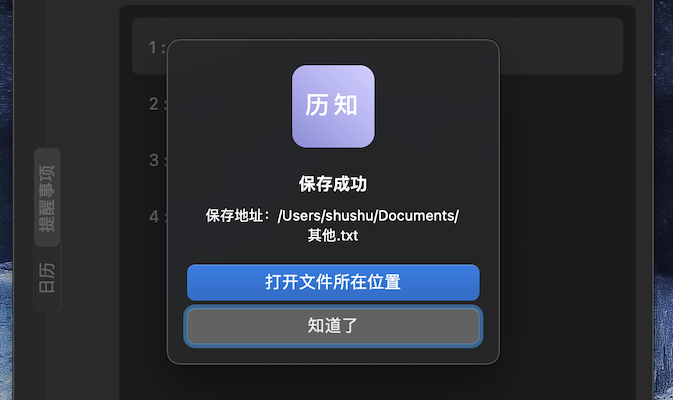 1:
历知
2:
保存成功
提醒事项
3:
保存地址：/Users/shushu/Documents/
其他.txt
4:
日历
打开文件所在位置
知道了